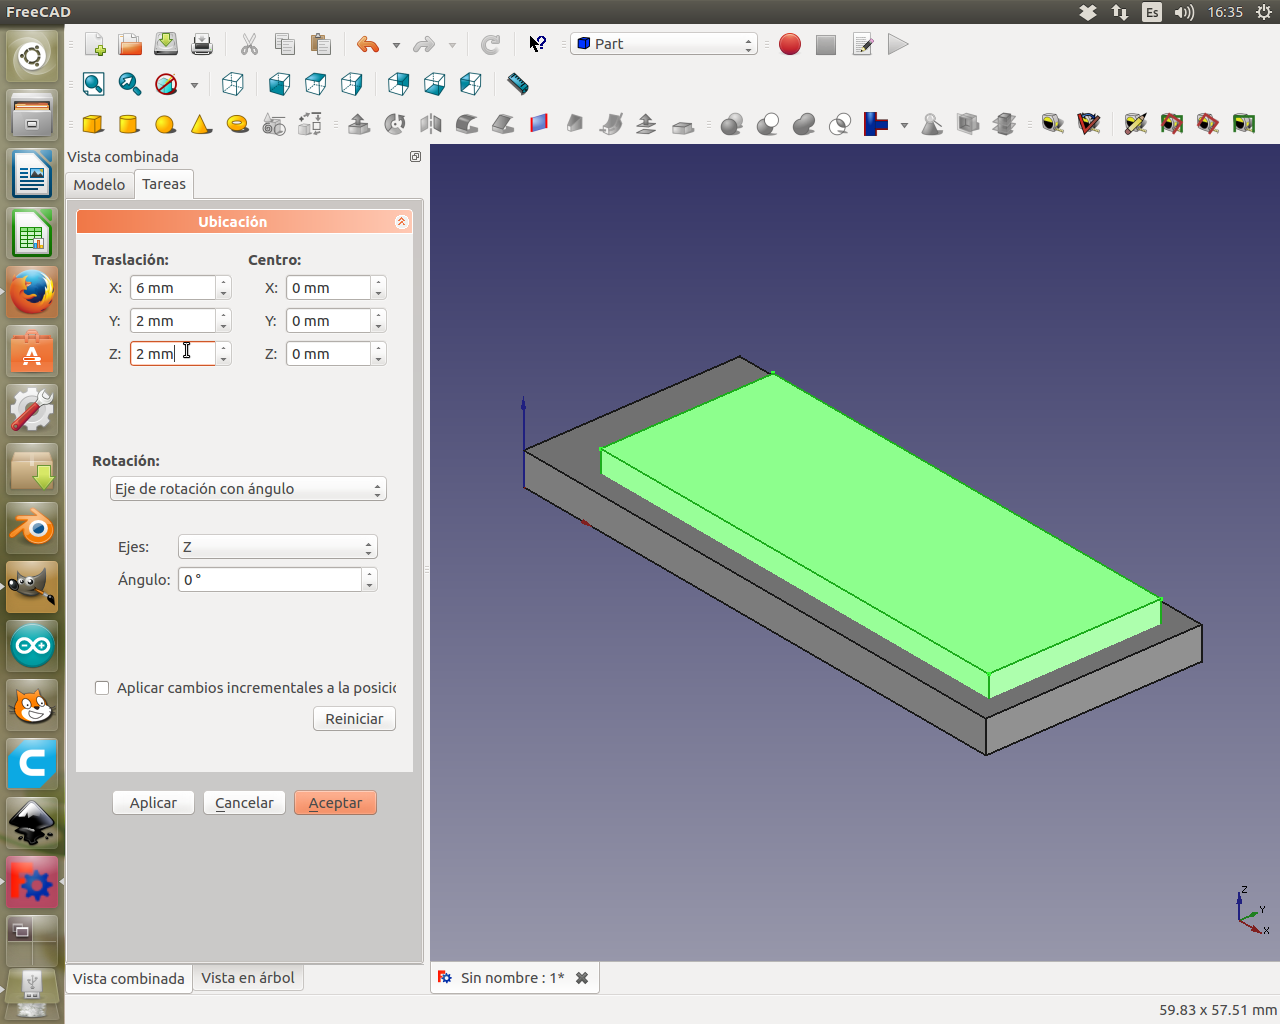 FreeCAD
Es
16:35
Part
Vista combinada
Modelo
Tareas
Ubicación
Traslación:
Centro:
X: 6 mm
X: 0 mm
Y: 2 mm
Y: 0 mm
Z: 2 mm
Z: 0 mm
Rotación:
Eje de rotación con ángulo
Ejes: Z
Ángulo: 0 °
Aplicar cambios incrementales a la posicic
Reiniciar
Aplicar
Cancelar
Aceptar
Z
Y
X
Vista combinada
Vista en árbol
Sin nombre : 1*
59.83 x 57.51 mm